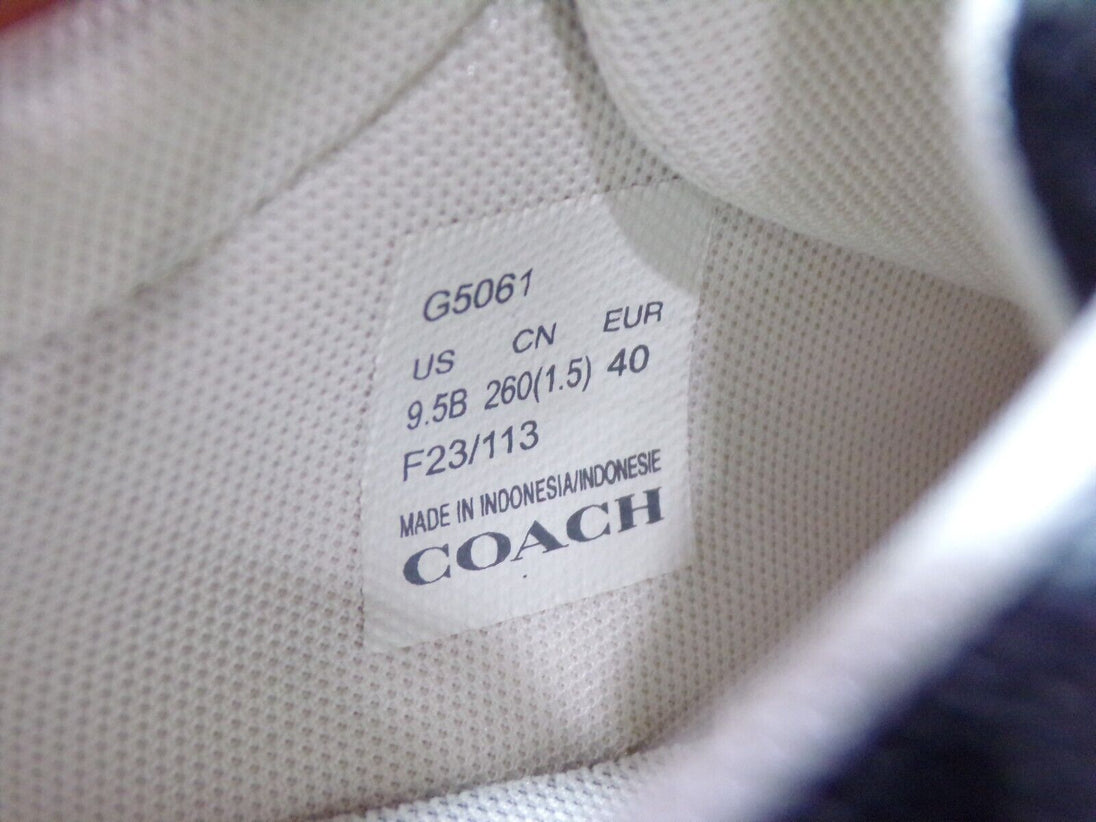 G5061
US CN EUR
9.5B 260(1.5) 40
F23/113
MADE IN INDONESIA/INDONESIE
COACH